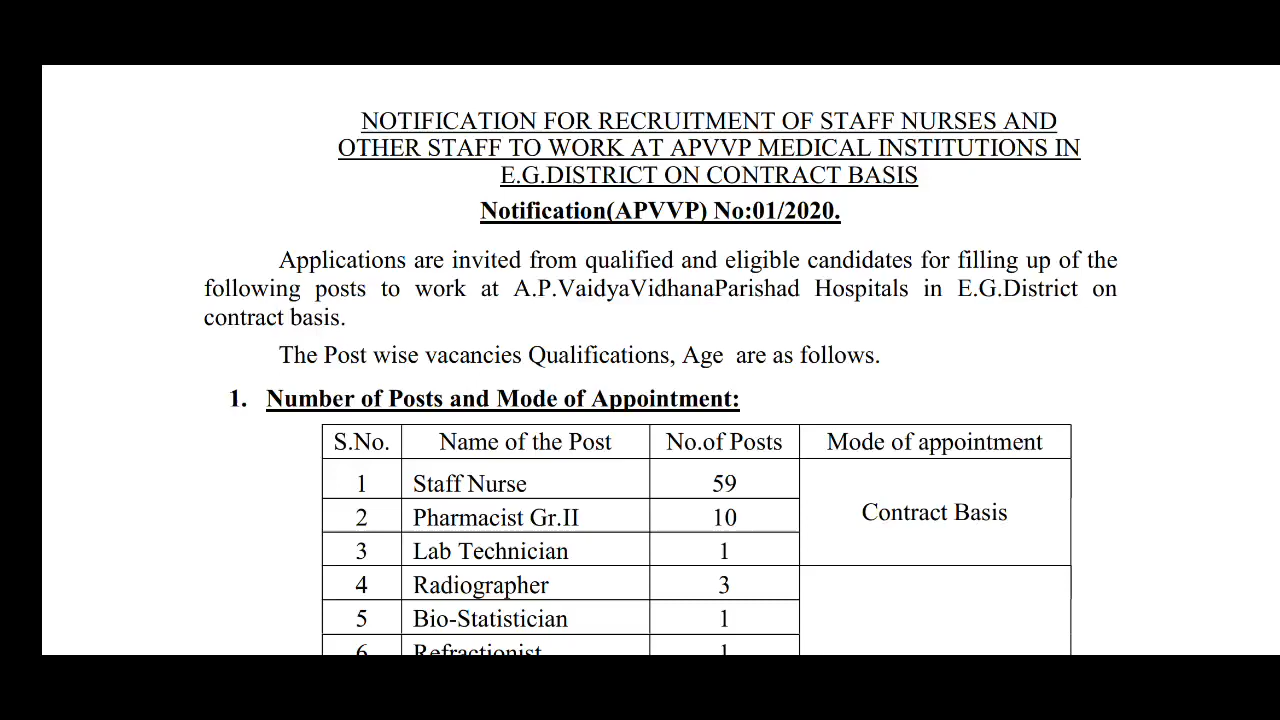 NOTIFICATION FOR RECRUITMENT OF STAFF NURSES AND
OTHER STAFF TO WORK AT APVVP MEDICAL INSTITUTIONS IN
E.G.DISTRICT ON CONTRACT BASIS
Notification(APVVP) No:01/2020.
Applications are invited from qualified and eligible candidates for filling up of the
following posts to work at A.P.VaidyaVidhanaParishad Hospitals in E.G.District on
contract basis.
The Post wise vacancies Qualifications, Age are as follows.
1. Number of Posts and Mode of Appointment:
S.No. Name of the Post No.of Posts Mode of appointment
1 Staff Nurse 59
2 Pharmacist Gr.II 10 Contract Basis
3 Lab Technician 1
4 Radiographer 3
5 Bio-Statistician 1
6 Refractionist 1